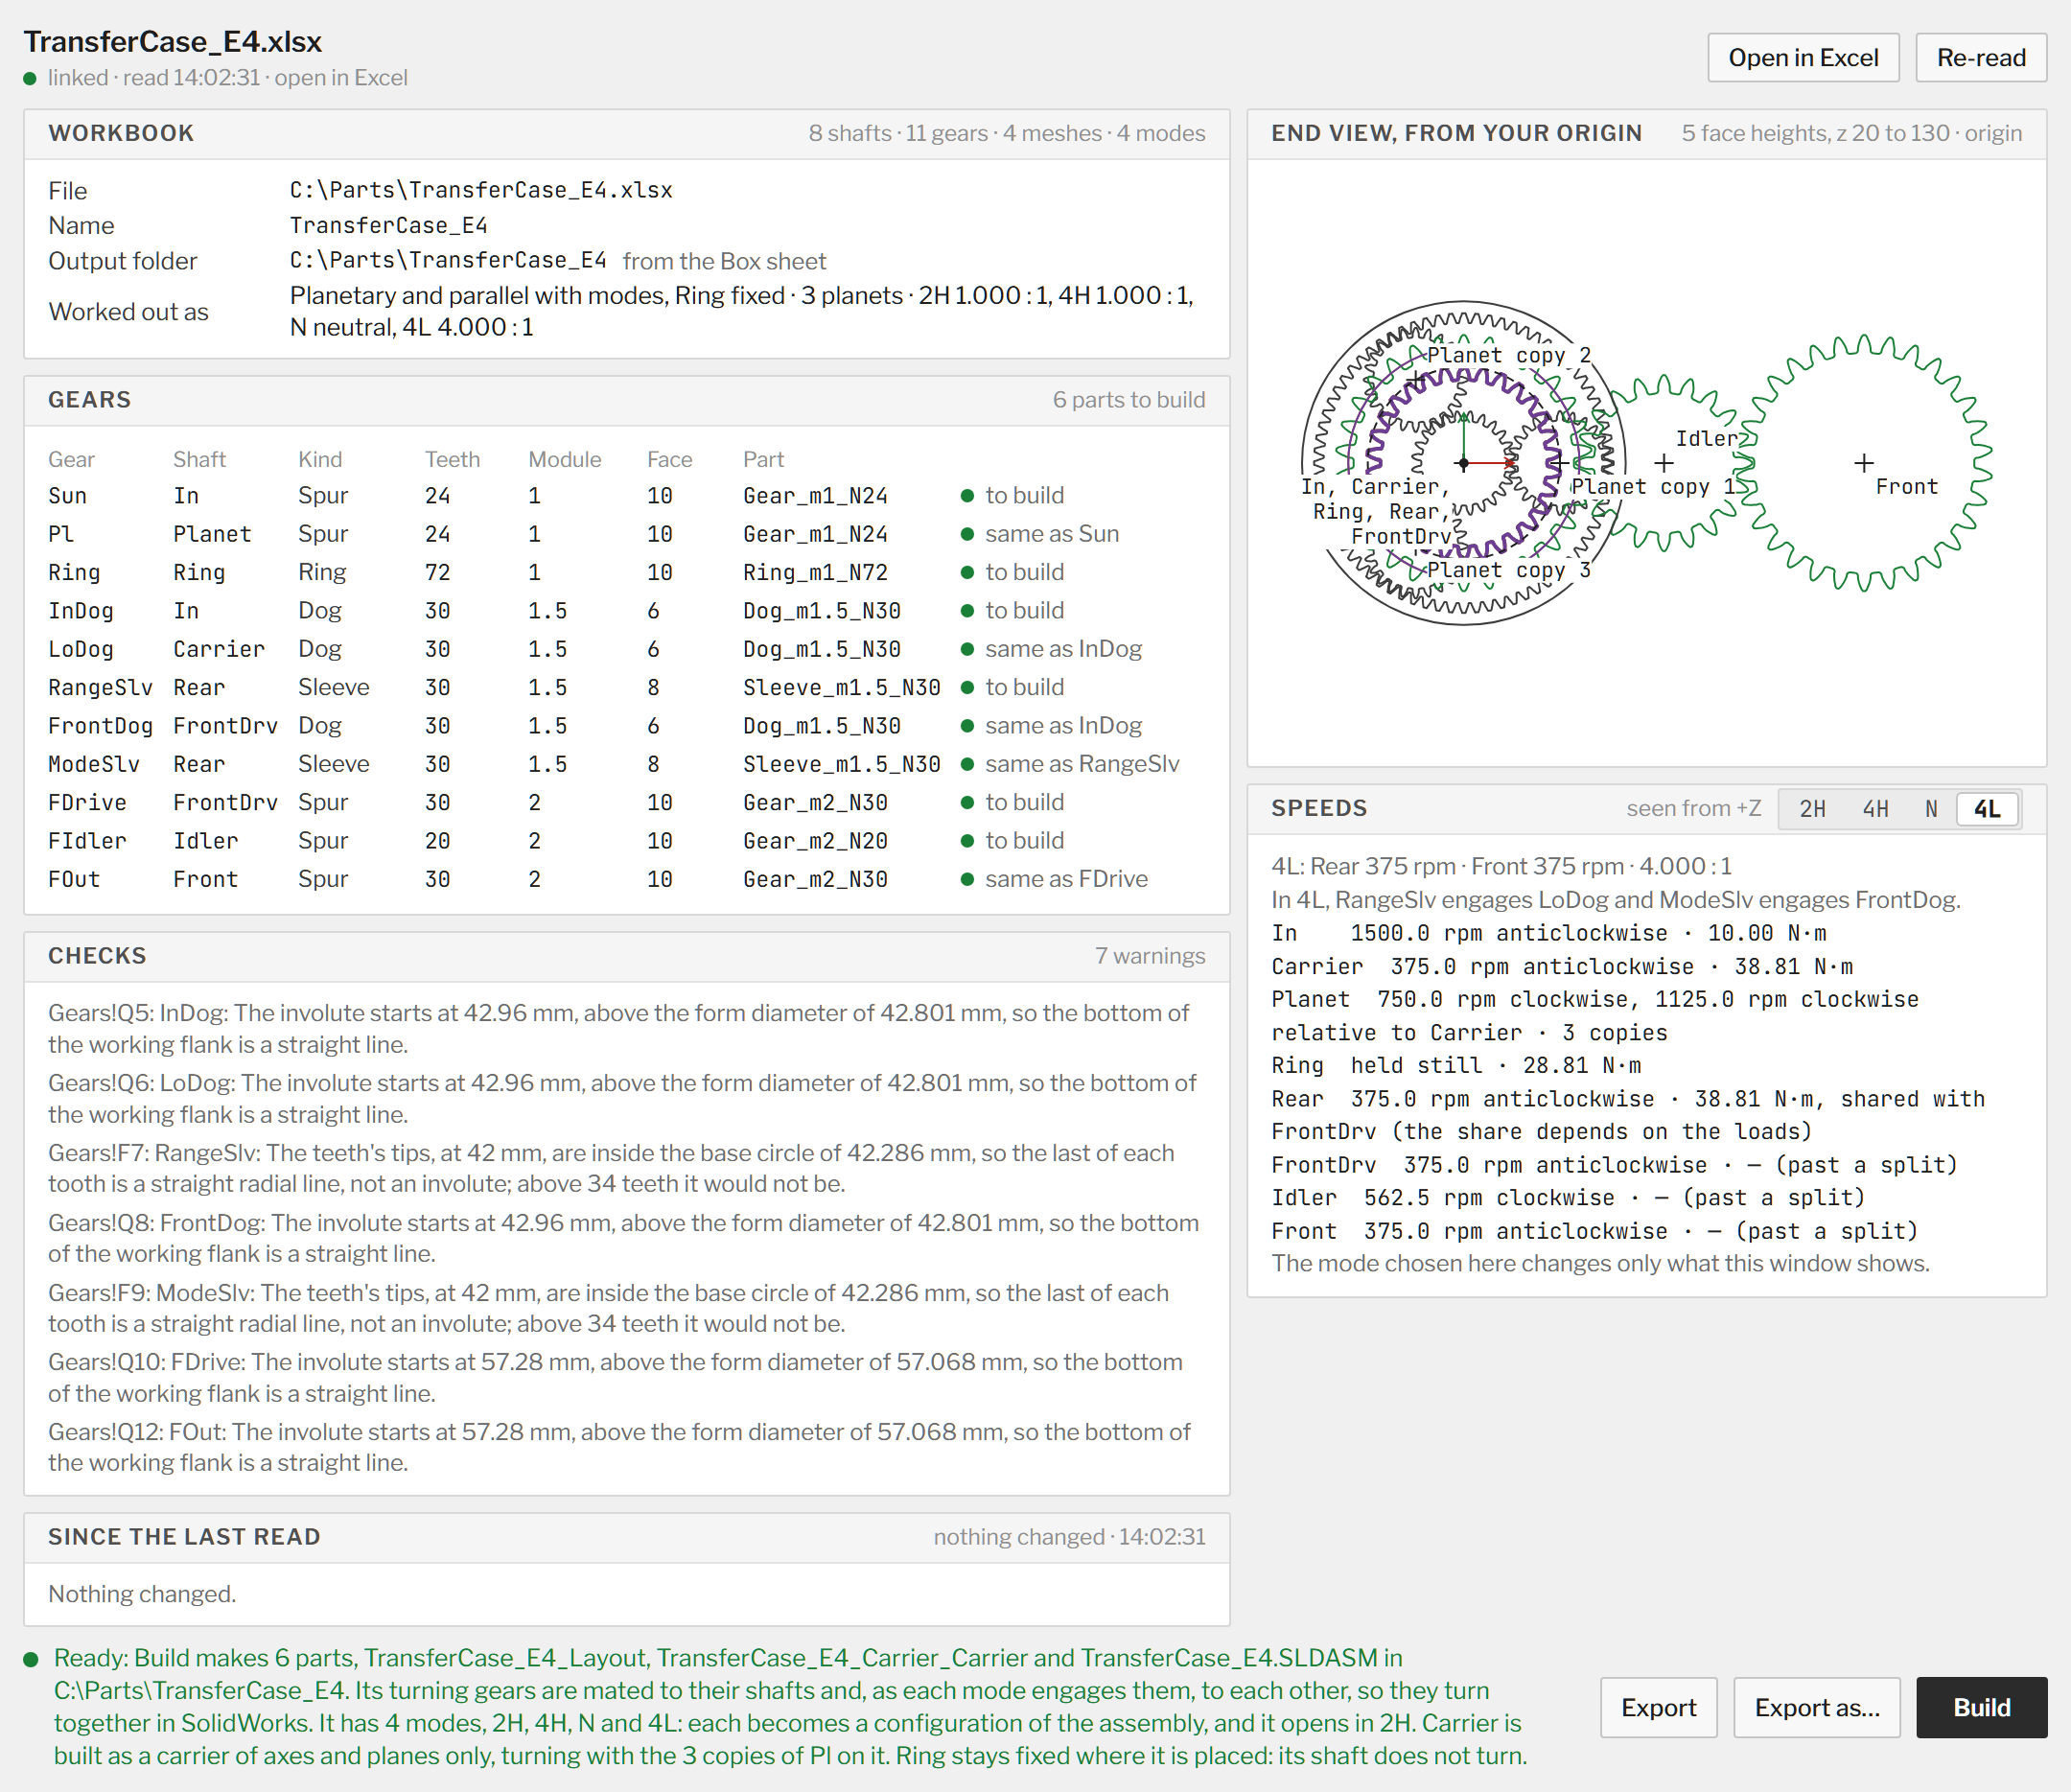 TransferCase_E4.xlsx
linked · read 14:02:31 · open in Excel
Open in Excel
Re-read
WORKBOOK
8 shafts · 11 gears · 4 meshes · 4 modes
File C:\Parts\TransferCase_E4.xlsx
Name TransferCase_E4
Output folder C:\Parts\TransferCase_E4 from the Box sheet
Worked out as Planetary and parallel with modes, Ring fixed · 3 planets · 2H 1.000 : 1, 4H 1.000 : 1,
N neutral, 4L 4.000 : 1
GEARS
6 parts to build
Gear Shaft Kind Teeth Module Face Part
Sun In Spur 24 1 10 Gear_m1_N24 to build
Pl Planet Spur 24 1 10 Gear_m1_N24 same as Sun
Ring Ring Ring 72 1 10 Ring_m1_N72 to build
InDog In Dog 30 1.5 6 Dog_m1.5_N30 to build
LoDog Carrier Dog 30 1.5 6 Dog_m1.5_N30 same as InDog
RangeSlv Rear Sleeve 30 1.5 8 Sleeve_m1.5_N30 to build
FrontDog FrontDrv Dog 30 1.5 6 Dog_m1.5_N30 same as InDog
ModeSlv Rear Sleeve 30 1.5 8 Sleeve_m1.5_N30 same as RangeSlv
FDrive FrontDrv Spur 30 2 10 Gear_m2_N30 to build
FIdler Idler Spur 20 2 10 Gear_m2_N20 to build
FOut Front Spur 30 2 10 Gear_m2_N30 same as FDrive
CHECKS
7 warnings
Gears!Q5: InDog: The involute starts at 42.96 mm, above the form diameter of 42.801 mm, so the bottom of
the working flank is a straight line.
Gears!Q6: LoDog: The involute starts at 42.96 mm, above the form diameter of 42.801 mm, so the bottom of
the working flank is a straight line.
Gears!F7: RangeSlv: The teeth's tips, at 42 mm, are inside the base circle of 42.286 mm, so the last of each
tooth is a straight radial line, not an involute; above 34 teeth it would not be.
Gears!Q8: FrontDog: The involute starts at 42.96 mm, above the form diameter of 42.801 mm, so the bottom
of the working flank is a straight line.
Gears!F9: ModeSlv: The teeth's tips, at 42 mm, are inside the base circle of 42.286 mm, so the last of each
tooth is a straight radial line, not an involute; above 34 teeth it would not be.
Gears!Q10: FDrive: The involute starts at 57.28 mm, above the form diameter of 57.068 mm, so the bottom
of the working flank is a straight line.
Gears!Q12: FOut: The involute starts at 57.28 mm, above the form diameter of 57.068 mm, so the bottom of
the working flank is a straight line.
SINCE THE LAST READ
nothing changed · 14:02:31
Nothing changed.
END VIEW, FROM YOUR ORIGIN
5 face heights, z 20 to 130 · origin
Planet copy 2
Idler
In, Carrier,
Ring, Rear,
FrontDrv
Planet copy 1
Front
Planet copy 3
SPEEDS
seen from +Z 2H 4H N 4L
4L: Rear 375 rpm · Front 375 rpm · 4.000 : 1
In 4L, RangeSlv engages LoDog and ModeSlv engages FrontDog.
In 1500.0 rpm anticlockwise · 10.00 N·m
Carrier 375.0 rpm anticlockwise · 38.81 N·m
Planet 750.0 rpm clockwise, 1125.0 rpm clockwise
relative to Carrier · 3 copies
Ring held still · 28.81 N·m
Rear 375.0 rpm anticlockwise · 38.81 N·m, shared with
FrontDrv (the share depends on the loads)
FrontDrv 375.0 rpm anticlockwise · – (past a split)
Idler 562.5 rpm clockwise · – (past a split)
Front 375.0 rpm anticlockwise · – (past a split)
The mode chosen here changes only what this window shows.
Ready: Build makes 6 parts, TransferCase_E4_Layout, TransferCase_E4_Carrier_Carrier and TransferCase_E4.SLDASM in
C:\Parts\TransferCase_E4. Its turning gears are mated to their shafts and, as each mode engages them, to each other, so they turn
together in SolidWorks. It has 4 modes, 2H, 4H, N and 4L: each becomes a configuration of the assembly, and it opens in 2H. Carrier is
built as a carrier of axes and planes only, turning with the 3 copies of Pl on it. Ring stays fixed where it is placed: its shaft does not turn.
Export
Export as...
Build